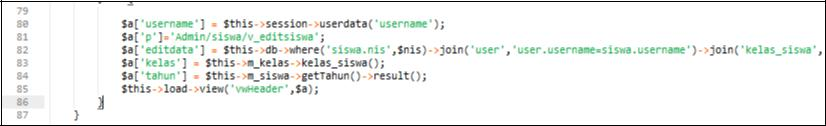 79
80 $a['username'] = $this->session->userdata('username');
81 $a['p']='Admin/siswa/v_editsiswa';
82 $a['editdata'] = $this->db->where('siswa.nis',$nis)->join('user','user.username=siswa.username')->join('kelas_siswa',
83 $a['kelas'] = $this->m_kelas->kelas_siswa();
84 $a['tahun'] = $this->m_siswa->getTahun()->result();
85 $this->load->view('vwHeader',$a);
86 }
87 }